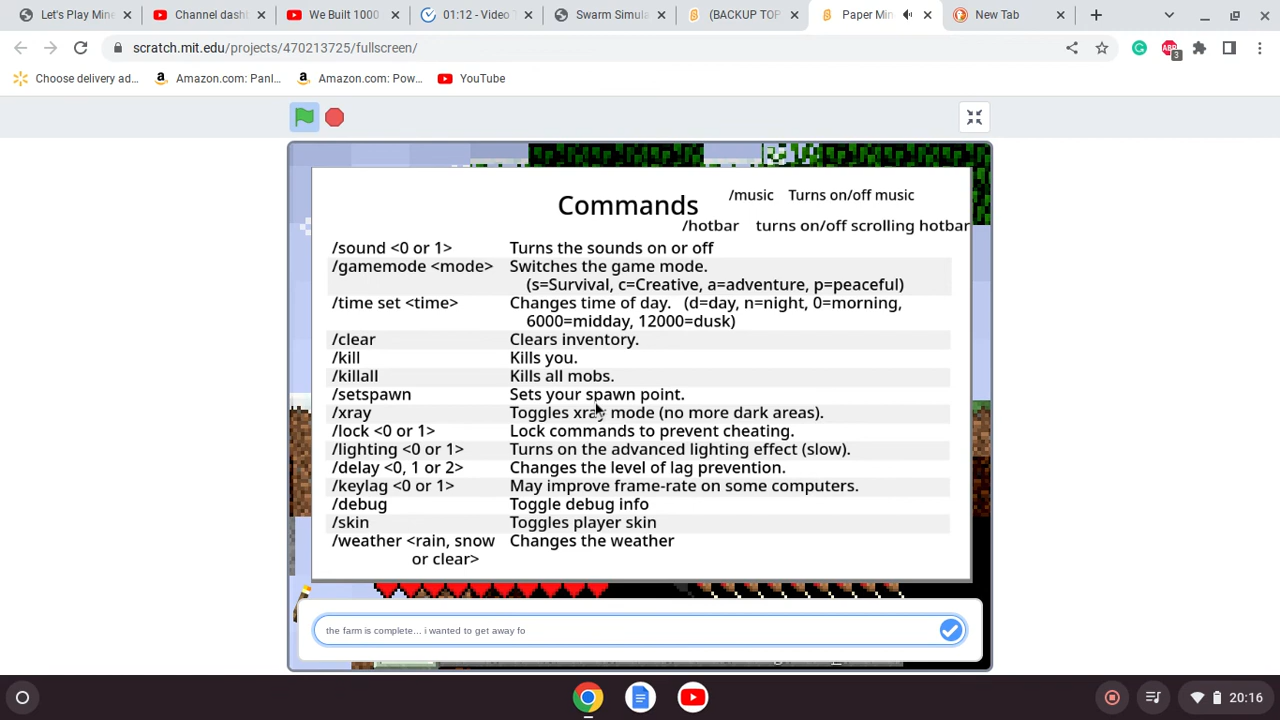 Let's Play Mine
Channel dash
We Built 1000
01:12 - Video T
Swarm Simula
(BACKUP TOP
Paper Min
New Tab
scratch.mit.edu/projects/470213725/fullscreen/
3
Choose delivery ad...
Amazon.com: Panl...
Amazon.com: Pow...
YouTube
Commands
/music Turns on/off music
/hotbar turns on/off scrolling hotbar
/sound <0 or 1> Turns the sounds on or off
/gamemode <mode> Switches the game mode.
(s=Survival, c=Creative, a=adventure, p=peaceful)
/time set <time> Changes time of day. (d=day, n=night, 0=morning,
6000=midday, 12000=dusk)
/clear Clears inventory.
/kill Kills you.
/killall Kills all mobs.
/setspawn Sets your spawn point.
/xray Toggles xray mode (no more dark areas).
/lock <0 or 1> Lock commands to prevent cheating.
/lighting <0 or 1> Turns on the advanced lighting effect (slow).
/delay <0, 1 or 2> Changes the level of lag prevention.
/keylag <0 or 1> May improve frame-rate on some computers.
/debug Toggle debug info
/skin Toggles player skin
/weather <rain, snow Changes the weather
or clear>
the farm is complete... i wanted to get away fo
20:16